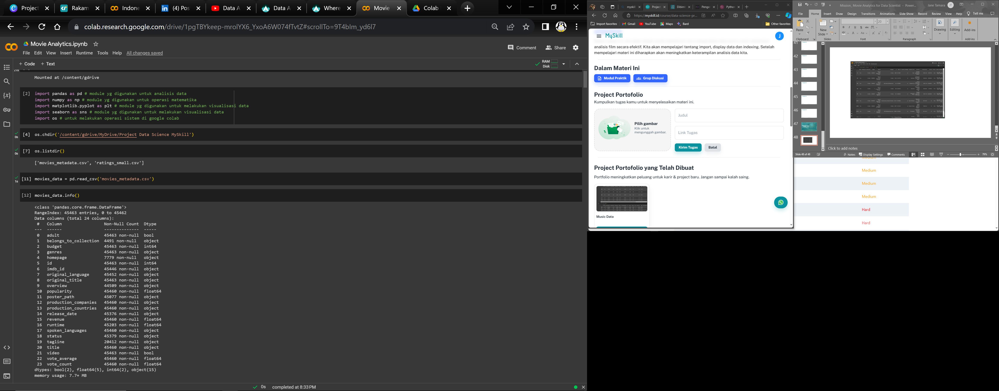 Project
Rakam
Indone
(4) Pos
Data A
Data A
Where
Movie
Colab
colab.research.google.com/drive/1pgTBYkeep-mrolYX6_YxoA6W074fTvtZ#scrollTo=9T4bIm_yd6l7
Movie Analytics.ipynb
File Edit View Insert Runtime Tools Help All changes saved
Comment Share
+ Code + Text
RAM
Disk
21s
Mounted at /content/gdrive
[2] import pandas as pd # module yg digunakan untuk analisis data
import numpy as np # module yg digunakan untuk operasi matematika
import matplotlib.pyplot as plt # module yg digunakan untuk melakukan visualisasi data
import seaborn as sns # module yg digunakan untuk melakukan visualisasi data
import os # untuk melakukan operasi sistem di google colab
0s [4] os.chdir('/content/gdrive/MyDrive/Project Data Science MySkill')
0s [7] os.listdir()
['movies_metadata.csv', 'ratings_small.csv']
1s [11] movies_data = pd.read_csv('movies_metadata.csv')
[12] movies_data.info()
<class 'pandas.core.frame.DataFrame'>
RangeIndex: 45463 entries, 0 to 45462
Data columns (total 24 columns):
# Column Non-Null Count Dtype
--- ------ -------------- -----
0 adult 45463 non-null bool
1 belongs_to_collection 4491 non-null object
2 budget 45463 non-null int64
3 genres 45463 non-null object
4 homepage 7779 non-null object
5 id 45463 non-null int64
6 imdb_id 45446 non-null object
7 original_language 45452 non-null object
8 original_title 45463 non-null object
9 overview 44509 non-null object
10 popularity 45460 non-null float64
11 poster_path 45077 non-null object
12 production_companies 45460 non-null object
13 production_countries 45460 non-null object
14 release_date 45376 non-null object
15 revenue 45460 non-null float64
16 runtime 45203 non-null float64
17 spoken_languages 45460 non-null object
18 status 45379 non-null object
19 tagline 20412 non-null object
20 title 45460 non-null object
21 video 45463 non-null bool
22 vote_average 45460 non-null float64
23 vote_count 45460 non-null float64
dtypes: bool(2), float64(5), int64(2), object(15)
memory usage: 7.7+ MB
0s completed at 8:33 PM
myskill
Project
Dibimb
Penger
Python
https://myskill.id/course/data-science-pr...
Import favorites Gmail YouTube Maps Bard Other favorites
MySkill
J
analisis film secara efektif. Kita akan mempelajari tentang import, display data dan indexing. Setelah
mempelajari materi ini diharapkan akan meningkatkan keterampilan analisis data kita.
Dalam Materi Ini
Modul Praktik
Grup Diskusi
Project Portofolio
Kumpulkan tugas kamu untuk menyelesaikan materi ini.
Pilih gambar
Klik untuk
mengunggah gambar.
Judul
Link Tugas
Kirim Tugas
Batal
Project Portofolio yang Telah Dibuat
Portfolio meningkatkan peluang untuk karir & project baru. Jangan sampai kalah saing.
Music Data
Mission_ Movie Analytics for Data Scientist - Power...
Jane Tamara JT
File Home Insert Draw Design Transitions Animations Slide Show Record Review View Help Tell me
Paste
New
Slide
20
Drawing
Editing
Add-ins
Clipboard Slides Font Paragraph Add-ins
41
42
43
44
45
46
47
48
Click to add notes
Slide 48 of 48
Notes Display Settings Comments 79%
Medium
Medium
Medium
Medium
Hard
Hard